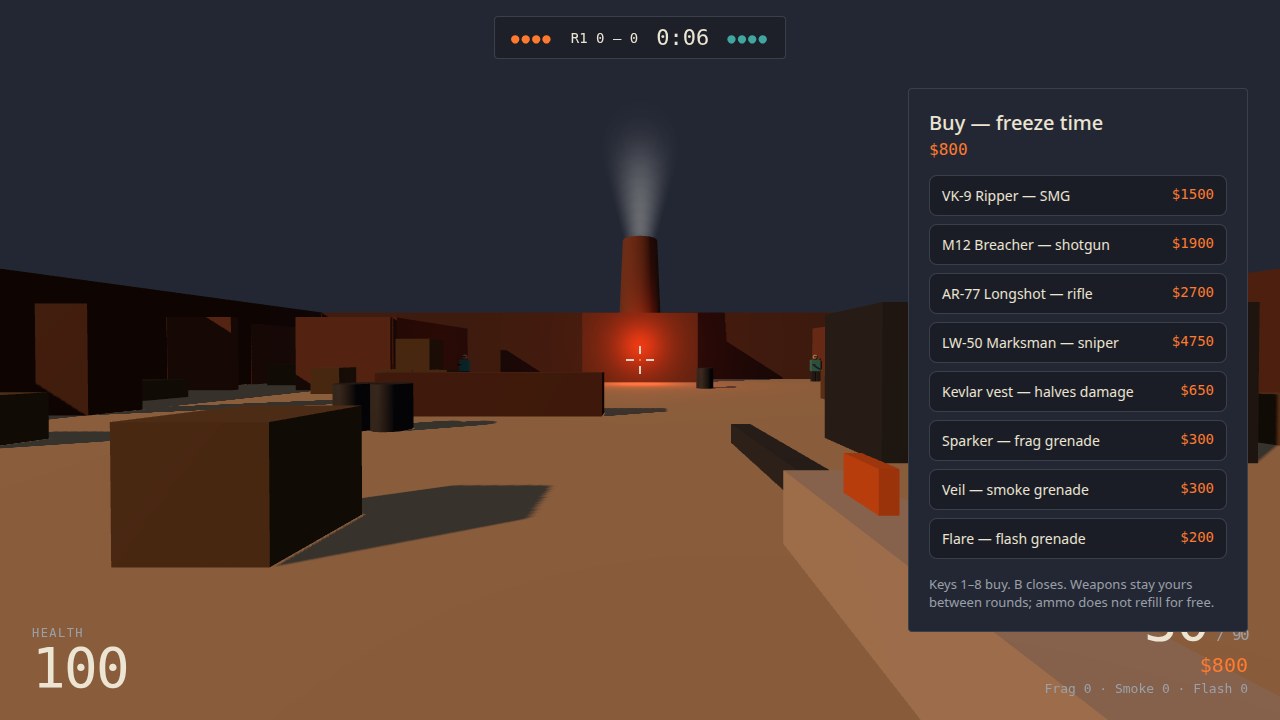 R1 0 — 0 0:06
Buy — freeze time
$800
VK-9 Ripper — SMG $1500
M12 Breacher — shotgun $1900
AR-77 Longshot — rifle $2700
LW-50 Marksman — sniper $4750
Kevlar vest — halves damage $650
Sparker — frag grenade $300
Veil — smoke grenade $300
Flare — flash grenade $200
Keys 1–8 buy. B closes. Weapons stay yours
between rounds; ammo does not refill for free.
HEALTH
100
/ 90
$800
Frag 0 · Smoke 0 · Flash 0